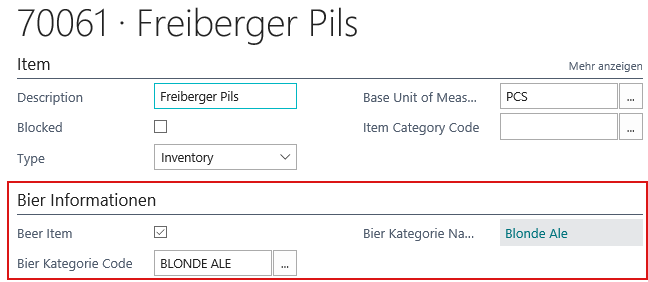 70061 · Freiberger Pils
Item Mehr anzeigen
Description Freiberger Pils Base Unit of Meas... PCS ...
Blocked Item Category Code ...
Type Inventory
Bier Informationen
Beer Item Bier Kategorie Na... Blonde Ale
Bier Kategorie Code BLONDE ALE ...